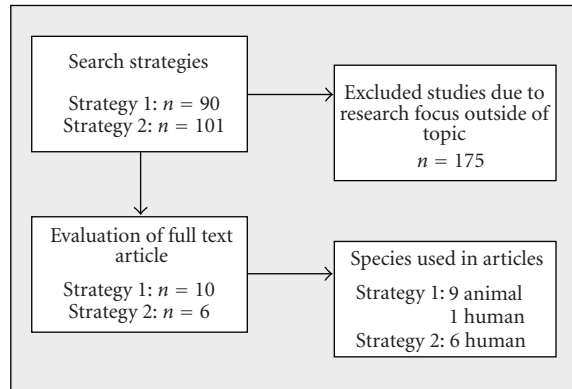 Search strategies
Strategy 1: n = 90
Strategy 2: n = 101
Excluded studies due to
research focus outside of
topic
n = 175
Evaluation of full text
article
Strategy 1: n = 10
Strategy 2: n = 6
Species used in articles
Strategy 1: 9 animal
1 human
Strategy 2: 6 human